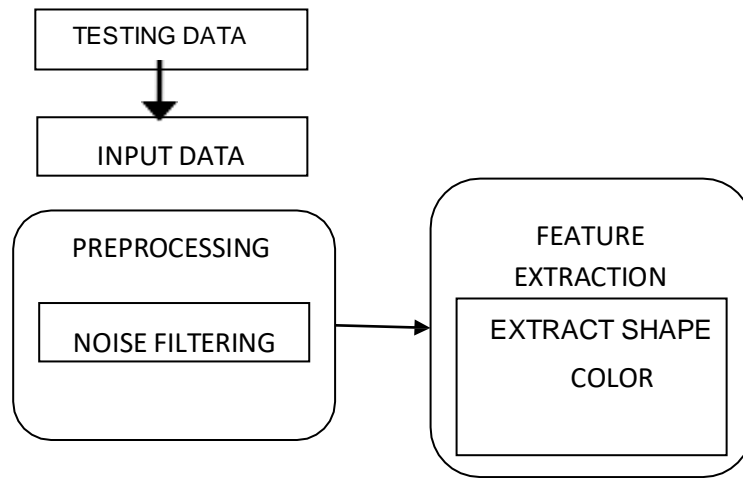 TESTING DATA
INPUT DATA
PREPROCESSING
NOISE FILTERING
FEATURE
EXTRACTION
EXTRACT SHAPE
COLOR